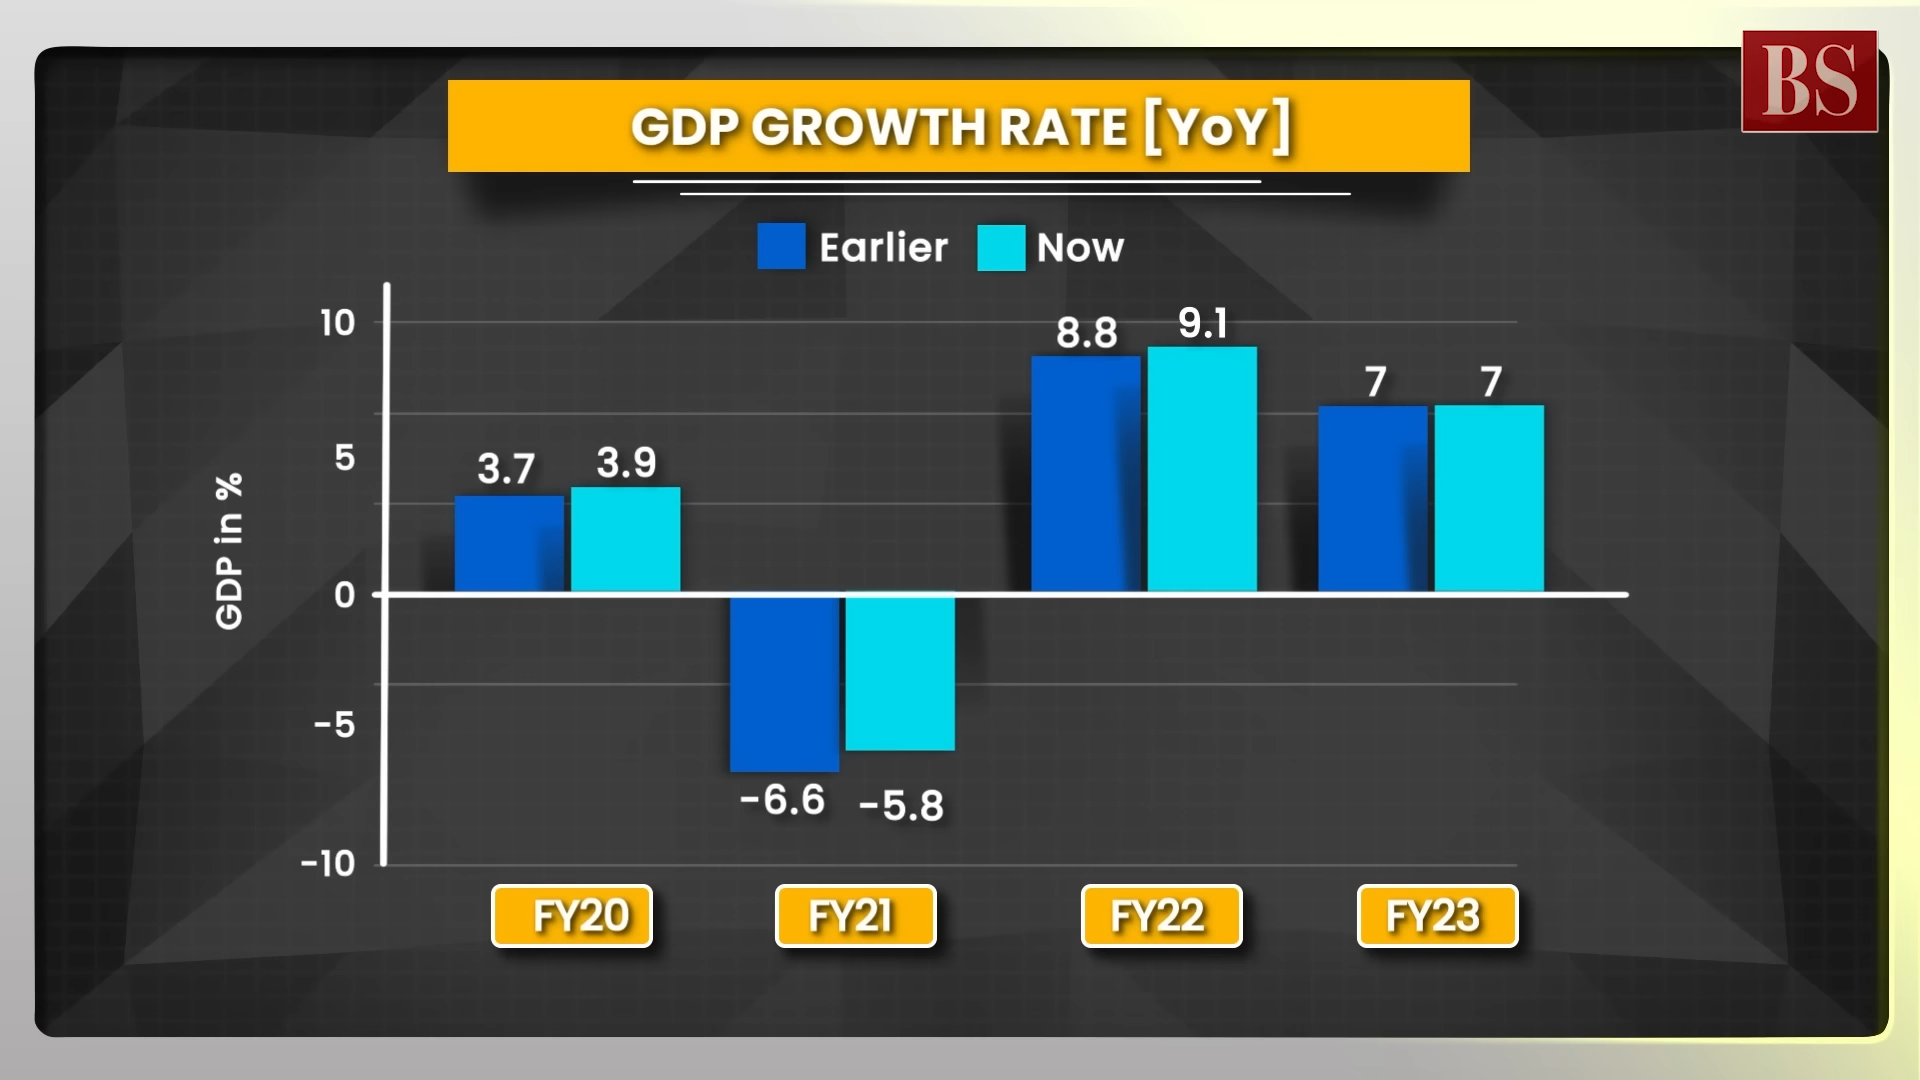 BS
GDP GROWTH RATE [YoY]
Earlier Now
10
5
0
-5
-10
GDP in %
3.7 3.9
-6.6 -5.8
8.8 9.1
7 7
FY20 FY21 FY22 FY23